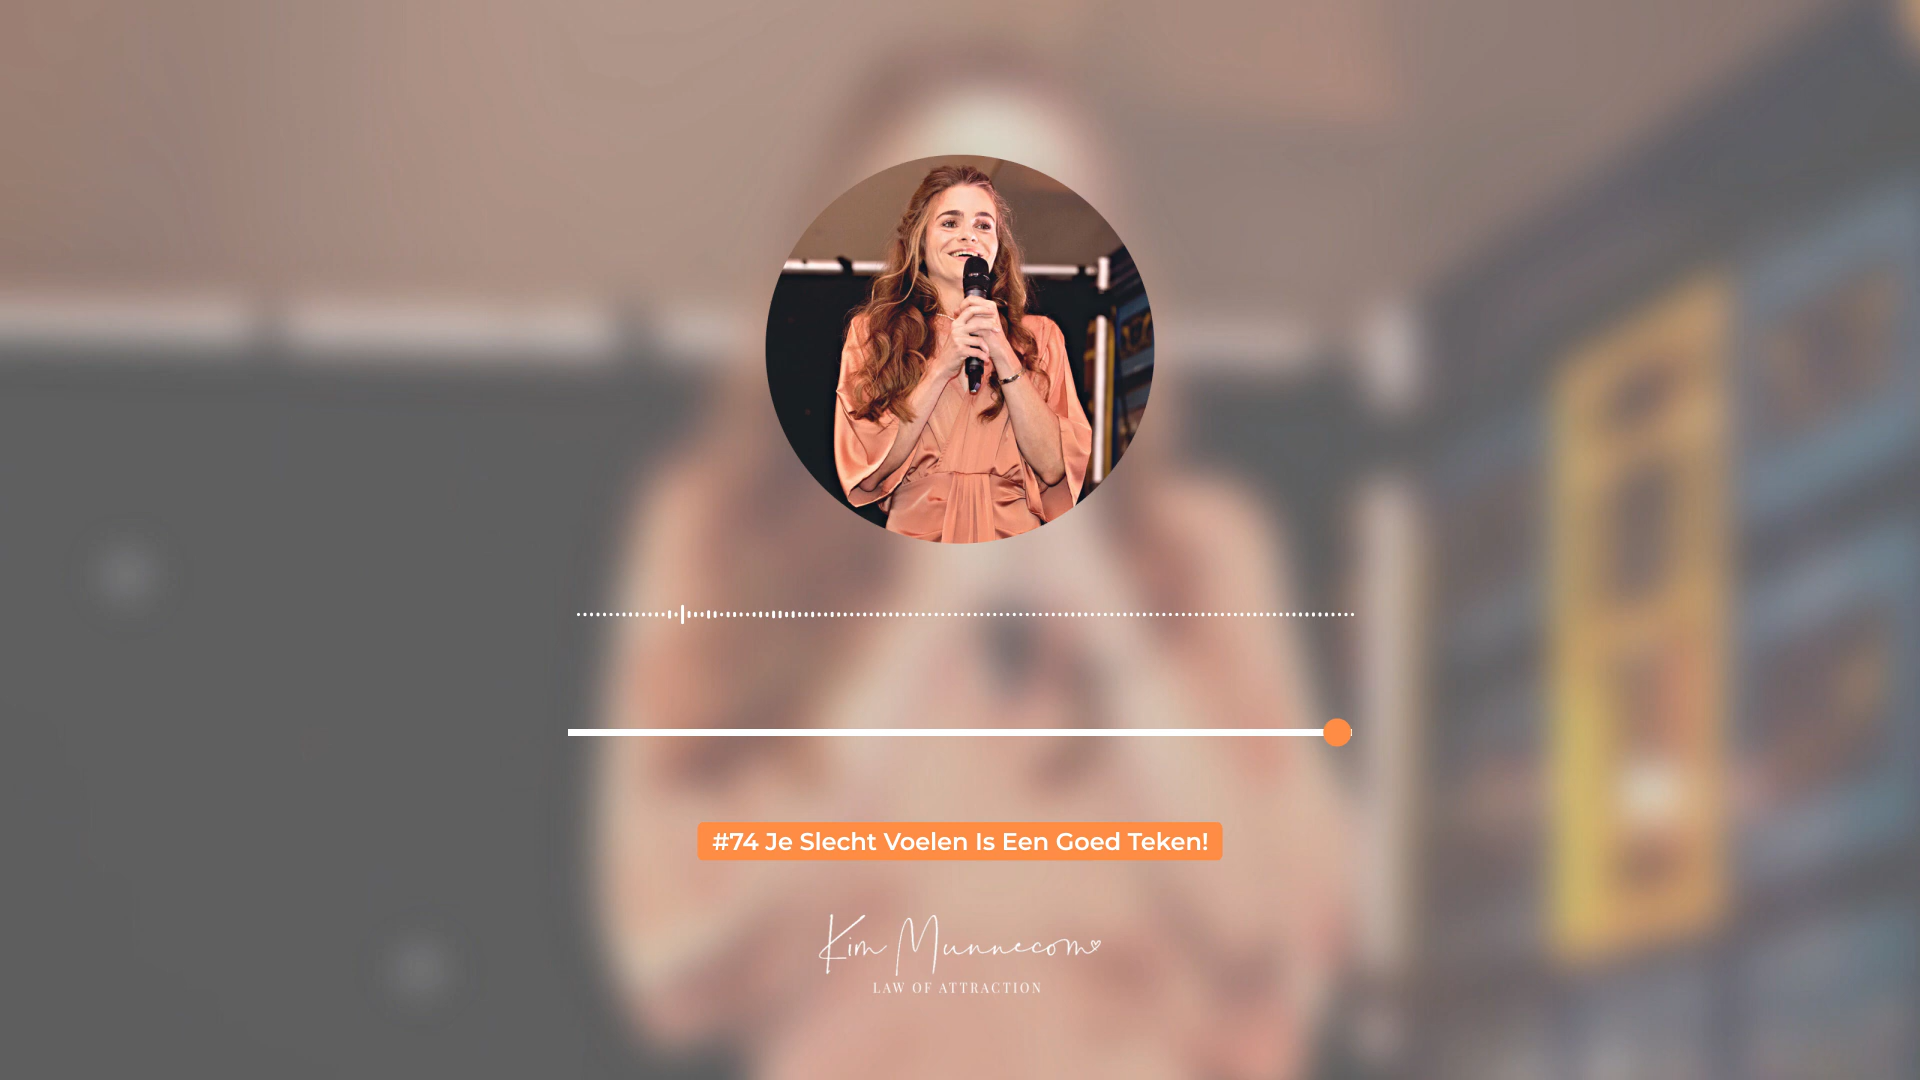 #74 Je Slecht Voelen Is Een Goed Teken!
Kim Munnecom
LAW OF ATTRACTION